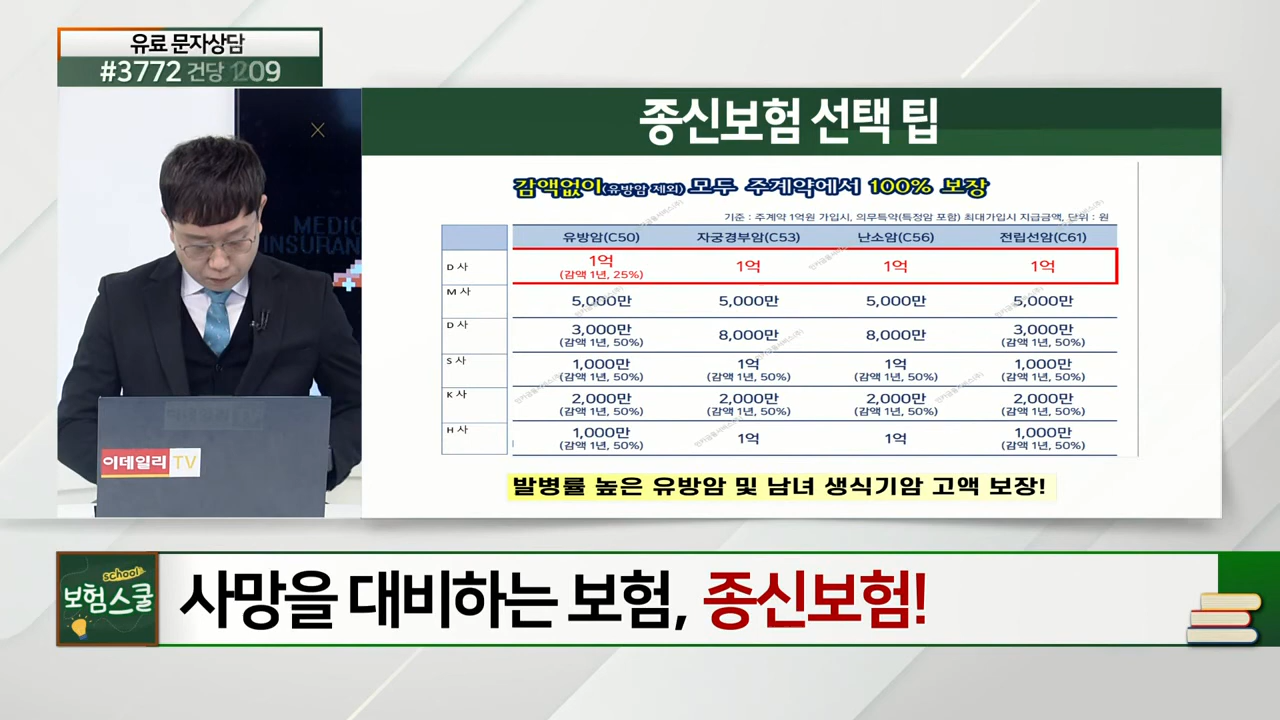 유료 문자상담
#3772 건당 209
MEDIC
INSURAN
이데일리 TV
종신보험 선택 팁
감액없이(유방암 제외) 모두 주계약에서 100% 보장
기준 : 주계약 1억원 가입시, 의무특약(특정암 포함) 최대가입시 지급금액, 단위 : 원
유방암(C50) 자궁경부암(C53) 난소암(C56) 전립선암(C61)
D 사 1억 (감액 1년, 25%) 1억 1억 1억
M 사 5,000만 5,000만 5,000만 5,000만
D 사 3,000만 (감액 1년, 50%) 8,000만 8,000만 3,000만 (감액 1년, 50%)
S 사 1,000만 (감액 1년, 50%) 1억 (감액 1년, 50%) 1억 (감액 1년, 50%) 1,000만 (감액 1년, 50%)
K 사 2,000만 (감액 1년, 50%) 2,000만 (감액 1년, 50%) 2,000만 (감액 1년, 50%) 2,000만 (감액 1년, 50%)
H 사 1,000만 (감액 1년, 50%) 1억 1억 1,000만 (감액 1년, 50%)
발병률 높은 유방암 및 남녀 생식기암 고액 보장!
school
보험스쿨
사망을 대비하는 보험, 종신보험!